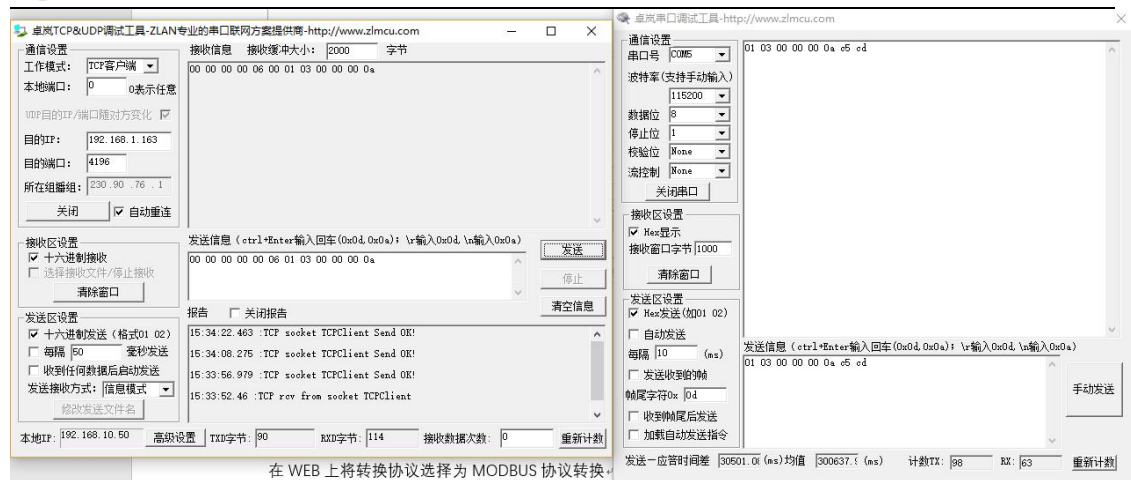 卓岚TCP&UDP调试工具-ZLAN专业的串口联网方案提供商-http://www.zlmcu.com
通信设置
工作模式： TCP客户端
本地端口： 0 0表示任意
UDP目的IP/端口随对方变化
目的IP： 192.168.1.163
目的端口： 4196
所在组播组： 230.90.76.1
关闭 自动重连
接收区设置
十六进制接收
选择接收文件/停止接收
清除窗口
发送区设置
十六进制发送（格式01 02）
每隔 50 毫秒发送
收到任何数据后启动发送
发送接收方式： 信息模式
修改发送文件名
接收信息 接收缓冲大小： 2000 字节
00 00 00 00 06 00 01 03 00 00 00 0a
发送信息（ctrl+Enter输入回车(0x0d,0x0a)；\r输入0x0d,\n输入0x0a）
00 00 00 00 00 06 01 03 00 00 00 0a
发送
停止
清空信息
报告 关闭报告
15:34:22.463 :TCP socket TCPClient Send OK!
15:34:08.275 :TCP socket TCPClient Send OK!
15:33:56.979 :TCP socket TCPClient Send OK!
15:33:52.46 :TCP rcv from socket TCPClient
本地IP: 192.168.10.50 高级设置 TXD字节: 90 RXD字节: 114 接收数据次数: 0 重新计数
卓岚串口调试工具-http://www.zlmcu.com
通信设置
串口号 COM5
波特率(支持手动输入)
115200
数据位 8
停止位 1
校验位 None
流控制 None
关闭串口
接收区设置
Hex显示
接收窗口字节 1000
清除窗口
发送区设置
Hex发送(如01 02)
自动发送
每隔 10 (ms)
发送收到的帧
帧尾字符0x 0d
收到帧尾后发送
加载自动发送指令
01 03 00 00 00 0a c5 cd
发送信息（ctrl+Enter输入回车(0x0d,0x0a)；\r输入0x0d,\n输入0x0a）
01 03 00 00 00 0a c5 cd
手动发送
发送一应答时间差 30501.0 (ms)均值 300637. (ms) 计数TX: 98 RX: 63 重新计数
在 WEB 上将转换协议选择为 MODBUS 协议转换